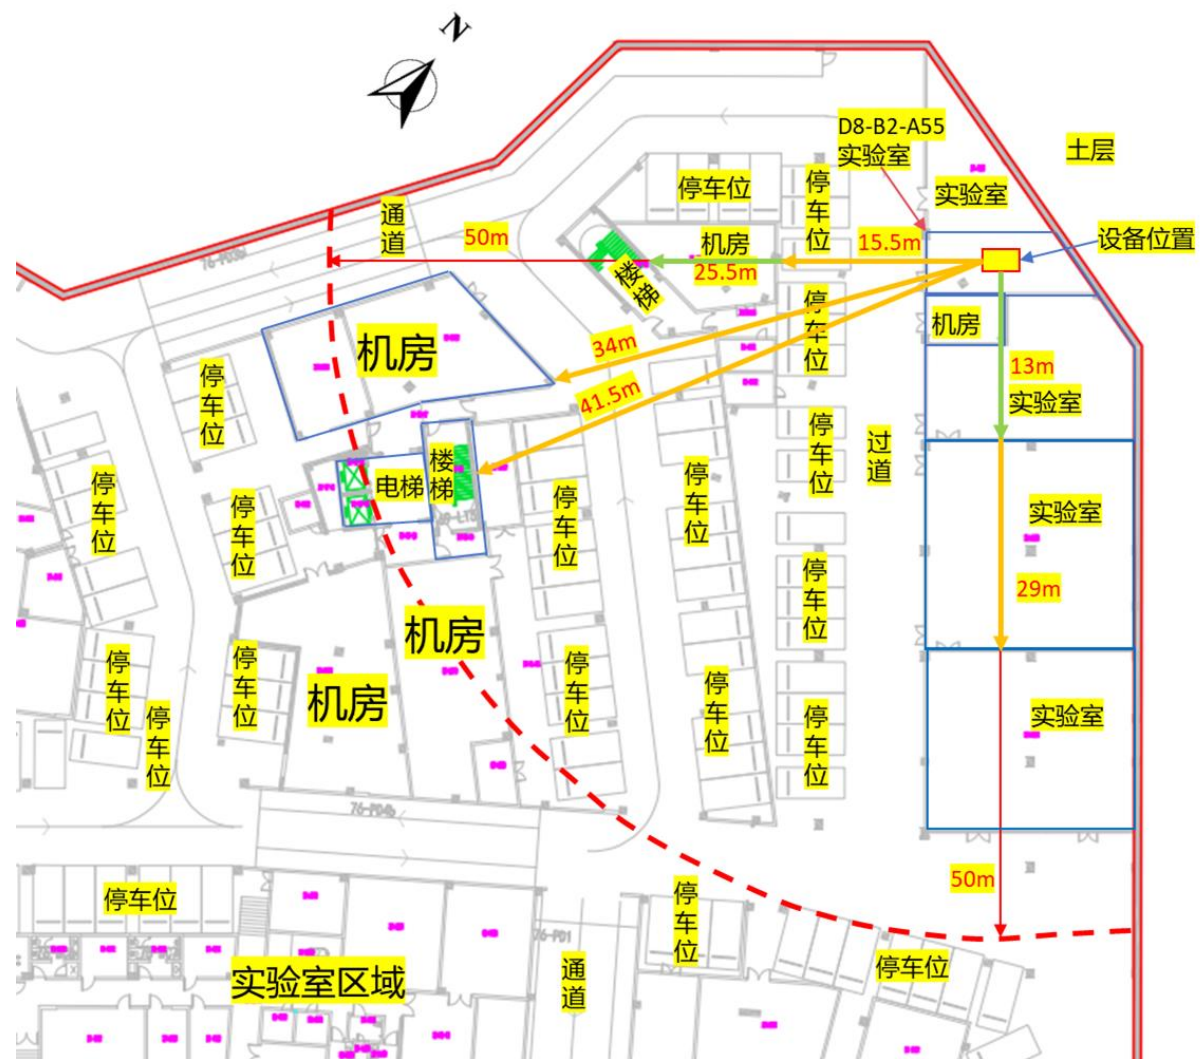 N
D8-B2-A55
实验室
土层
停车位
停车位
实验室
通道
50m
机房
15.5m
设备位置
25.5m
楼梯
机房
停车位
34m
机房
13m
停车位
41.5m
实验室
停车位
过道
楼梯
电梯
停车位
停车位
停车位
停车位
实验室
停车位
29m
机房
停车位
停车位
停车位
停车位
机房
停车位
停车位
停车位
实验室
76-PD4b
50m
停车位
停车位
76-PD1
通道
停车位
实验室区域